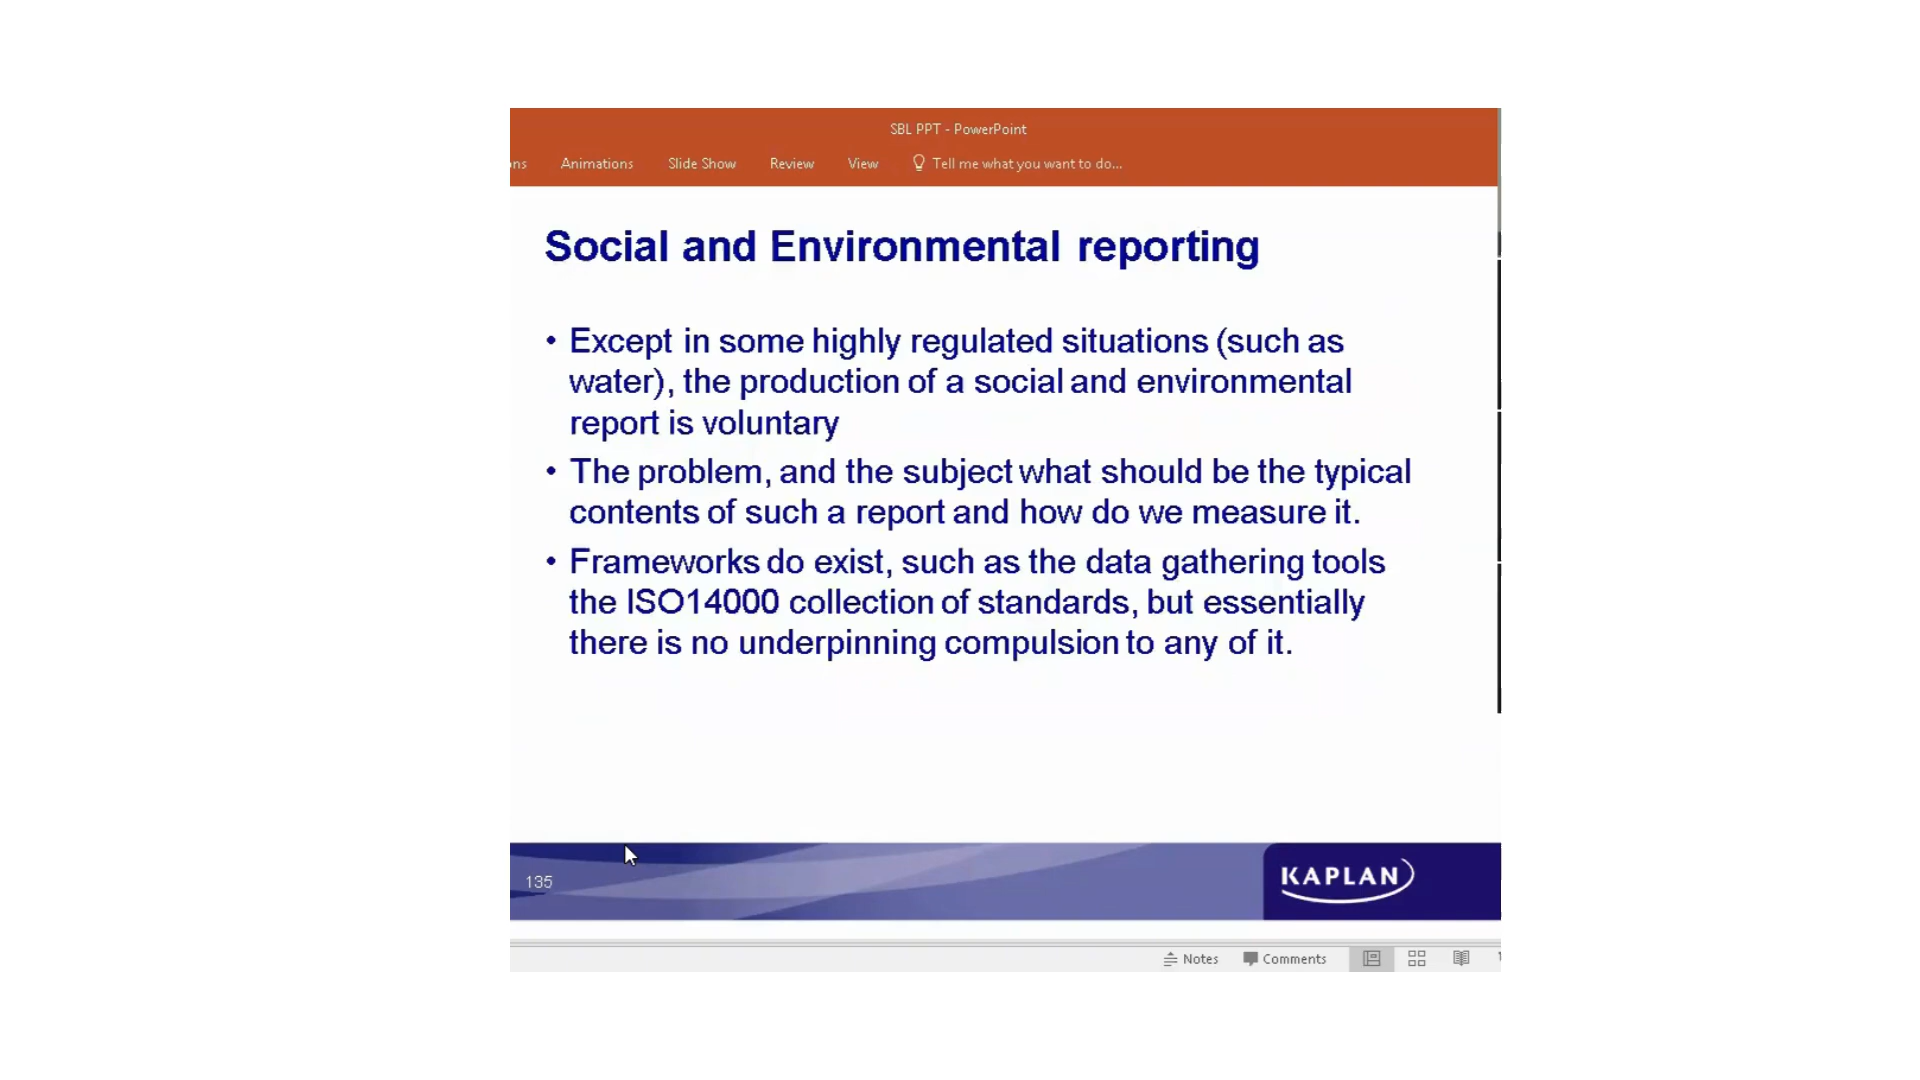 SBL PPT - PowerPoint
Animations Slide Show Review View Tell me what you want to do...
Social and Environmental reporting
• Except in some highly regulated situations (such as
water), the production of a social and environmental
report is voluntary
• The problem, and the subject what should be the typical
contents of such a report and how do we measure it.
• Frameworks do exist, such as the data gathering tools
the ISO14000 collection of standards, but essentially
there is no underpinning compulsion to any of it.
135
KAPLAN
Notes Comments